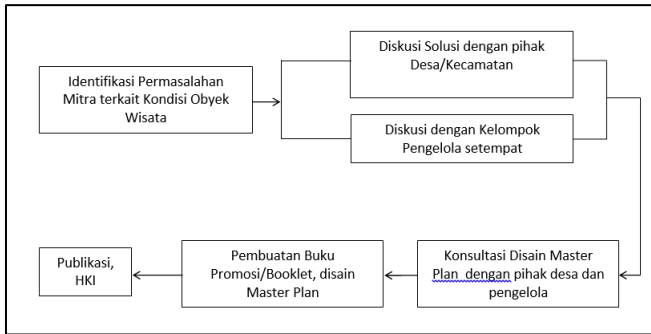 Identifikasi Permasalahan
Mitra terkait Kondisi Obyek
Wisata
Diskusi Solusi dengan pihak
Desa/Kecamatan
Diskusi dengan Kelompok
Pengelola setempat
Konsultasi Disain Master
Plan dengan pihak desa dan
pengelola
Pembuatan Buku
Promosi/Booklet, disain
Master Plan
Publikasi,
HKI